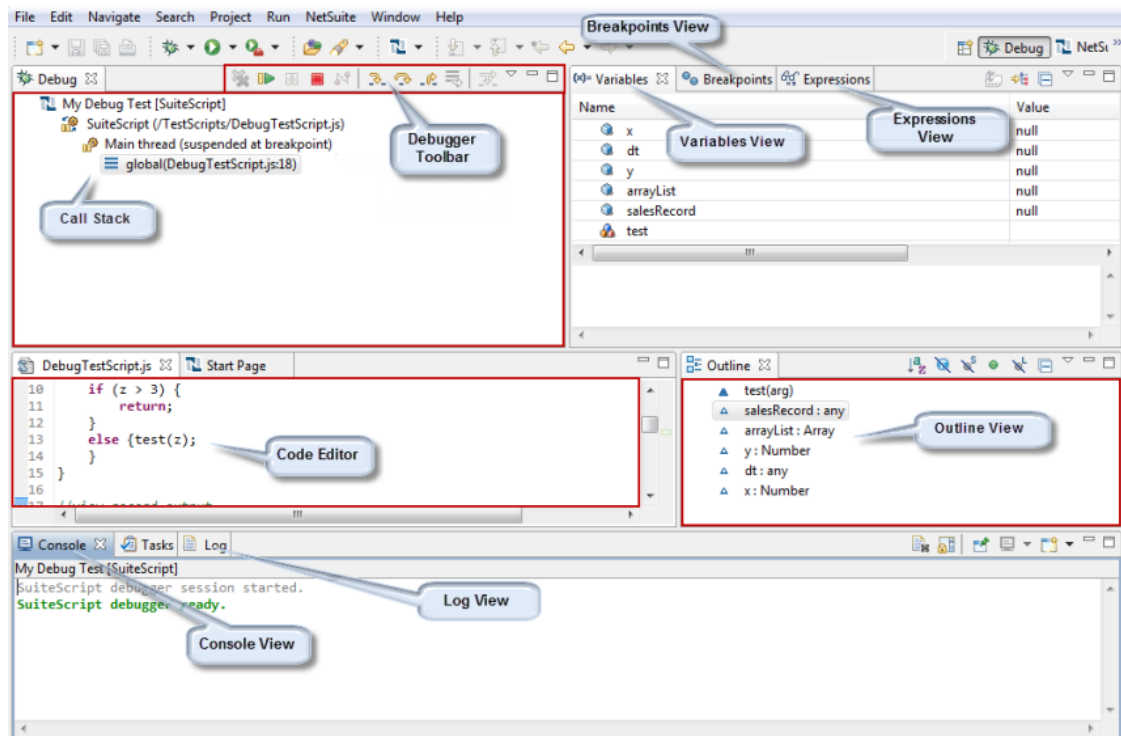 File Edit Navigate Search Project Run NetSuite Window Help
Breakpoints View
Debug NetSu
Debug
Variables Breakpoints Expressions
My Debug Test [SuiteScript]
SuiteScript (/TestScripts/DebugTestScript.js)
Main thread (suspended at breakpoint)
global(DebugTestScript.js:18)
Debugger
Toolbar
Call Stack
Name Value
x null
dt null
y null
arrayList null
salesRecord null
test
Variables View
Expressions
View
DebugTestScript.js Start Page
10 if (z > 3) {
11 return;
12 }
13 else {test(z);
14 }
15 }
16
17 //view record output
Code Editor
Outline
test(arg)
salesRecord : any
arrayList : Array
y : Number
dt : any
x : Number
Outline View
Console Tasks Log
My Debug Test [SuiteScript]
SuiteScript debugger session started.
SuiteScript debugger ready.
Log View
Console View